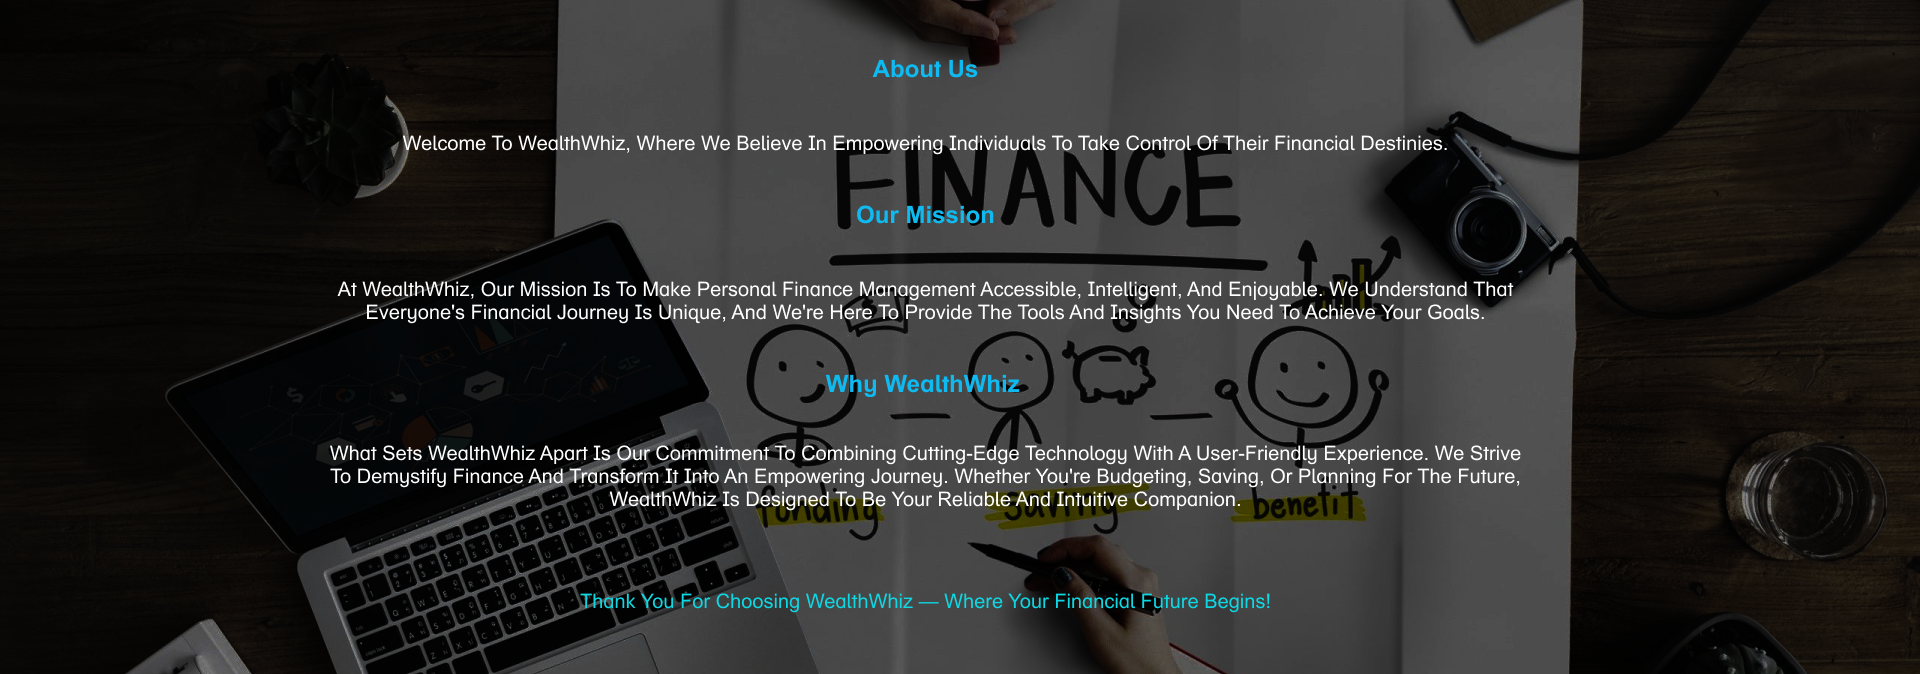 About Us
Welcome To WealthWhiz, Where We Believe In Empowering Individuals To Take Control Of Their Financial Destinies.
FINANCE
Our Mission
At WealthWhiz, Our Mission Is To Make Personal Finance Management Accessible, Intelligent, And Enjoyable. We Understand That
Everyone's Financial Journey Is Unique, And We're Here To Provide The Tools And Insights You Need To Achieve Your Goals.
Why WealthWhiz
What Sets WealthWhiz Apart Is Our Commitment To Combining Cutting-Edge Technology With A User-Friendly Experience. We Strive
To Demystify Finance And Transform It Into An Empowering Journey. Whether You're Budgeting, Saving, Or Planning For The Future,
WealthWhiz Is Designed To Be Your Reliable And Intuitive Companion.
funding saving benefit
Thank You For Choosing WealthWhiz — Where Your Financial Future Begins!